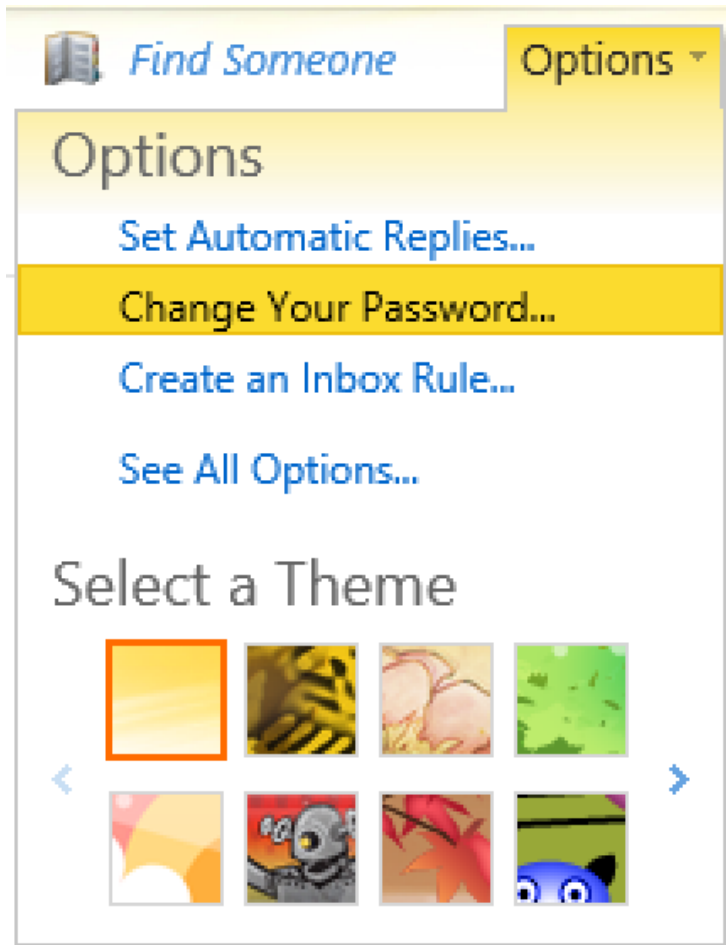 Find Someone
Options
Options
Set Automatic Replies...
Change Your Password...
Create an Inbox Rule...
See All Options...
Select a Theme